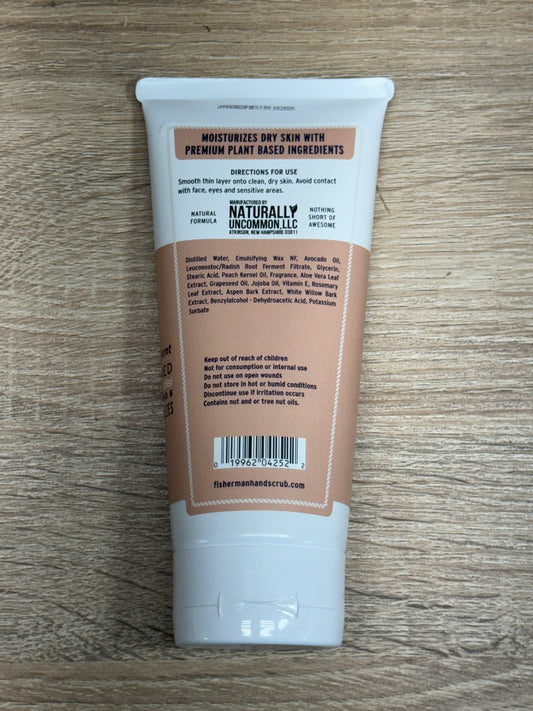 MOISTURIZES DRY SKIN WITH
PREMIUM PLANT BASED INGREDIENTS
DIRECTIONS FOR USE
Smooth thin layer onto clean, dry skin. Avoid contact
with face, eyes and sensitive areas.
NATURAL
FORMULA
MANUFACTURED BY
NATURALLY
UNCOMMON, LLC
ATKINSON, NEW HAMPSHIRE 03811
NOTHING
SHORT OF
AWESOME
Distilled Water, Emulsifying Wax NF, Avocado Oil,
Leuconostoc/Radish Root Ferment Filtrate, Glycerin,
Stearic Acid, Peach Kernel Oil, Fragrance, Aloe Vera Leaf
Extract, Grapeseed Oil, Jojoba Oil, Vitamin E, Rosemary
Leaf Extract, Aspen Bark Extract, White Willow Bark
Extract, Benzylalcohol - Dehydroacetic Acid, Potassium
Sorbate
Keep out of reach of children
Not for consumption or internal use
Do not use on open wounds
Do not store in hot or humid conditions
Discontinue use if irritation occurs
Contains nut and or tree nut oils.
0 19962 04252 2
fishermanhandscrub.com